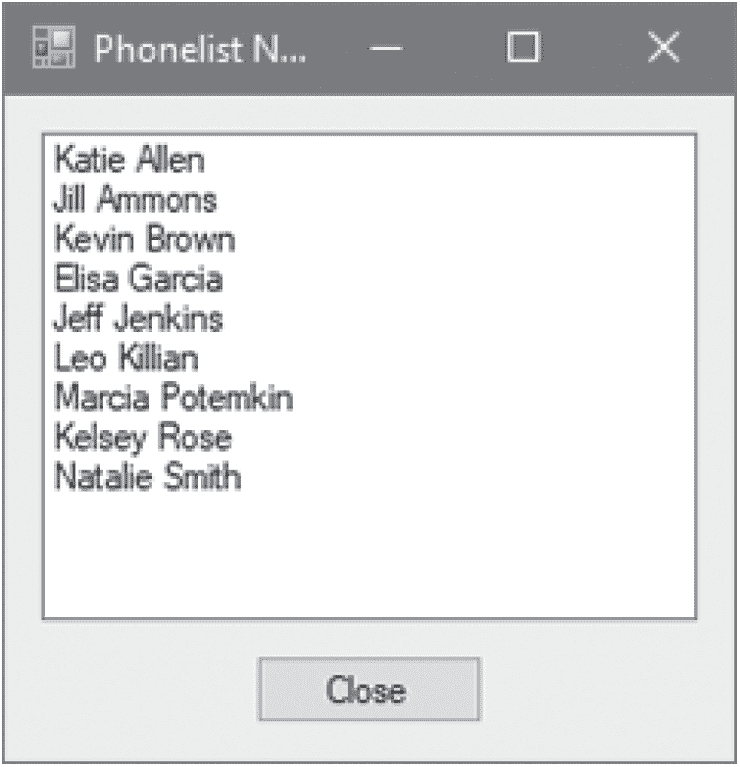 Phonelist N...
Katie Allen
Jill Ammons
Kevin Brown
Elisa Garcia
Jeff Jenkins
Leo Killian
Marcia Potemkin
Kelsey Rose
Natalie Smith
Close